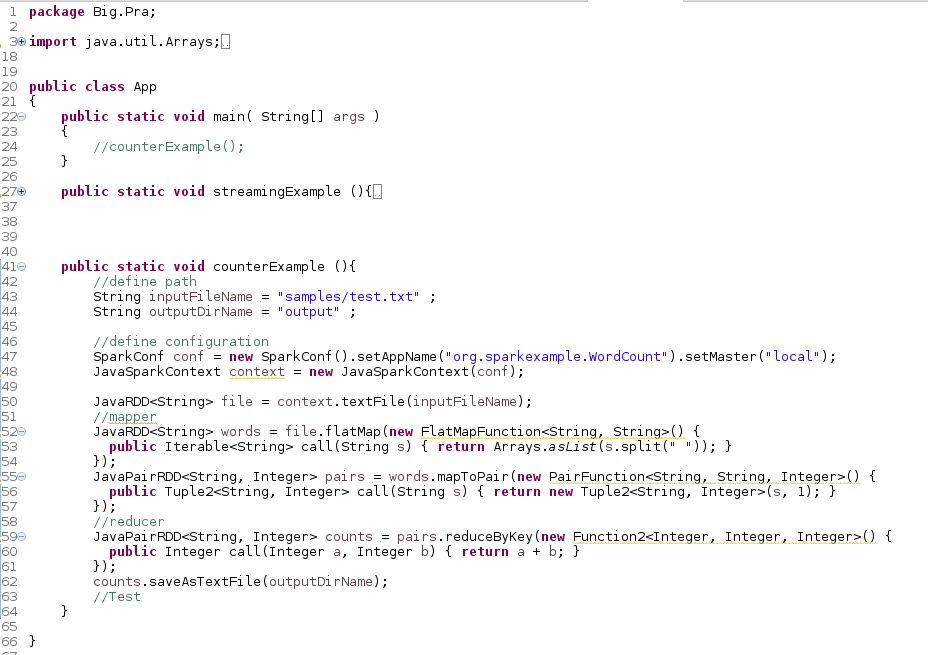 1 package Big.Pra;
2
3 import java.util.Arrays;
18
19
20 public class App
21 {
22     public static void main( String[] args )
23     {
24         //counterExample();
25     }
26
27     public static void streamingExample (){
37
38
39
40
41     public static void counterExample (){
42         //define path
43         String inputFileName = "samples/test.txt" ;
44         String outputDirName = "output" ;
45
46         //define configuration
47         SparkConf conf = new SparkConf().setAppName("org.sparkexample.WordCount").setMaster("local");
48         JavaSparkContext context = new JavaSparkContext(conf);
49
50         JavaRDD<String> file = context.textFile(inputFileName);
51         //mapper
52         JavaRDD<String> words = file.flatMap(new FlatMapFunction<String, String>() {
53           public Iterable<String> call(String s) { return Arrays.asList(s.split(" ")); }
54         });
55         JavaPairRDD<String, Integer> pairs = words.mapToPair(new PairFunction<String, String, Integer>() {
56           public Tuple2<String, Integer> call(String s) { return new Tuple2<String, Integer>(s, 1); }
57         });
58         //reducer
59         JavaPairRDD<String, Integer> counts = pairs.reduceByKey(new Function2<Integer, Integer, Integer>() {
60           public Integer call(Integer a, Integer b) { return a + b; }
61         });
62         counts.saveAsTextFile(outputDirName);
63         //Test
64     }
65
66 }